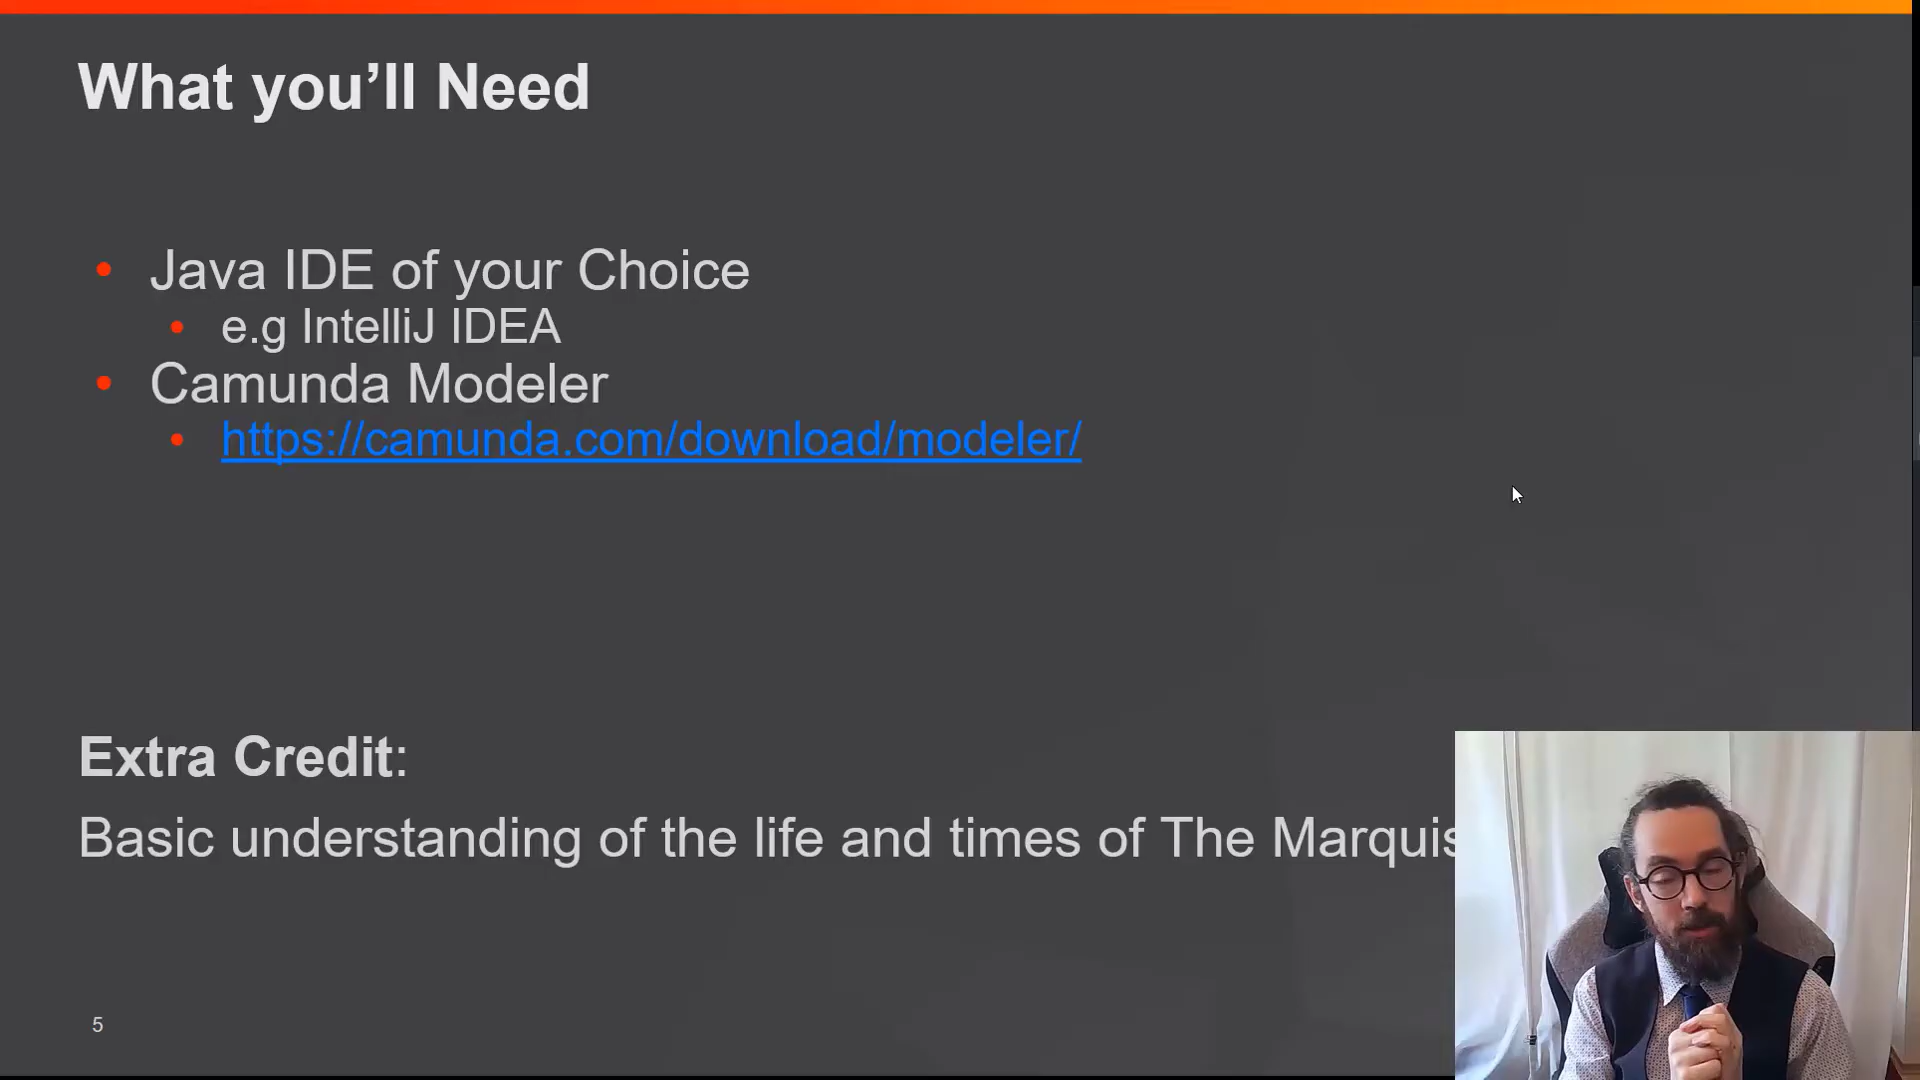 What you’ll Need
• Java IDE of your Choice
• e.g IntelliJ IDEA
• Camunda Modeler
• https://camunda.com/download/modeler/
Extra Credit:
Basic understanding of the life and times of The Marquis
5